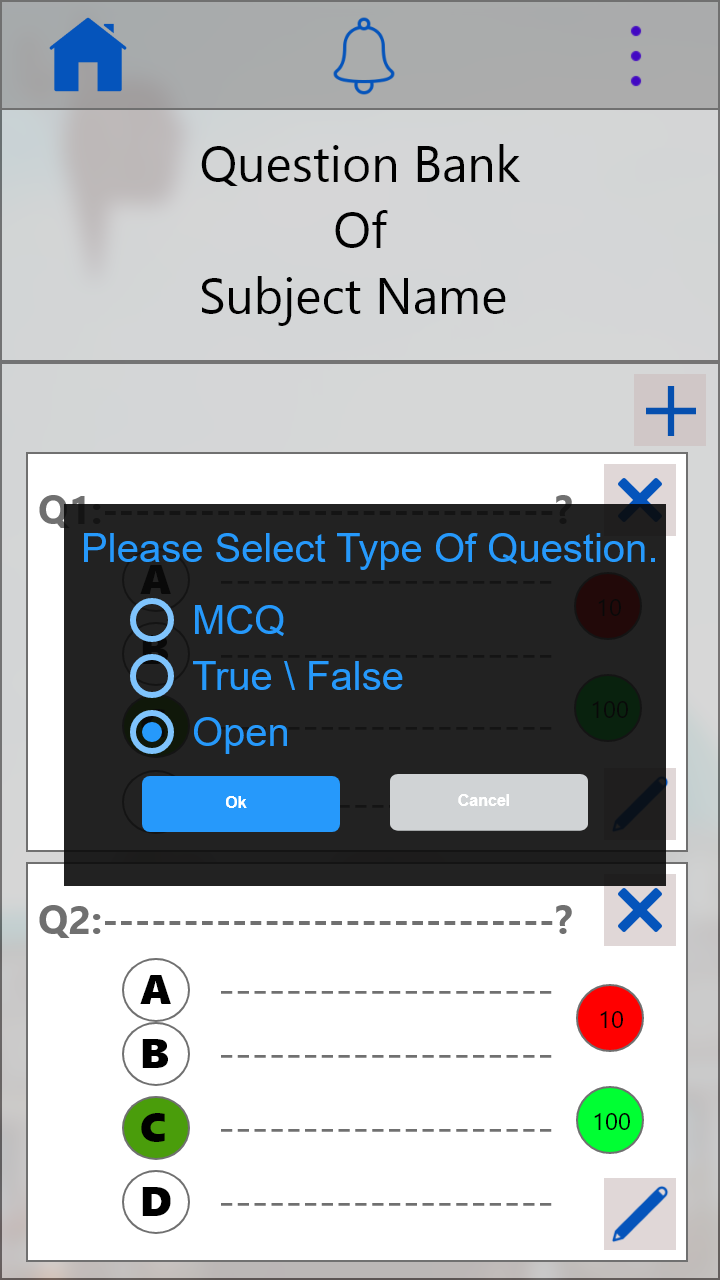 Question Bank
Of
Subject Name
Q1:----------------------------?
Please Select Type Of Question.
A
10
MCQ
B
True \ False
100
Open
Ok
Cancel
Q2:----------------------------?
A ---------------------
10
B ---------------------
100
C ---------------------
D ---------------------